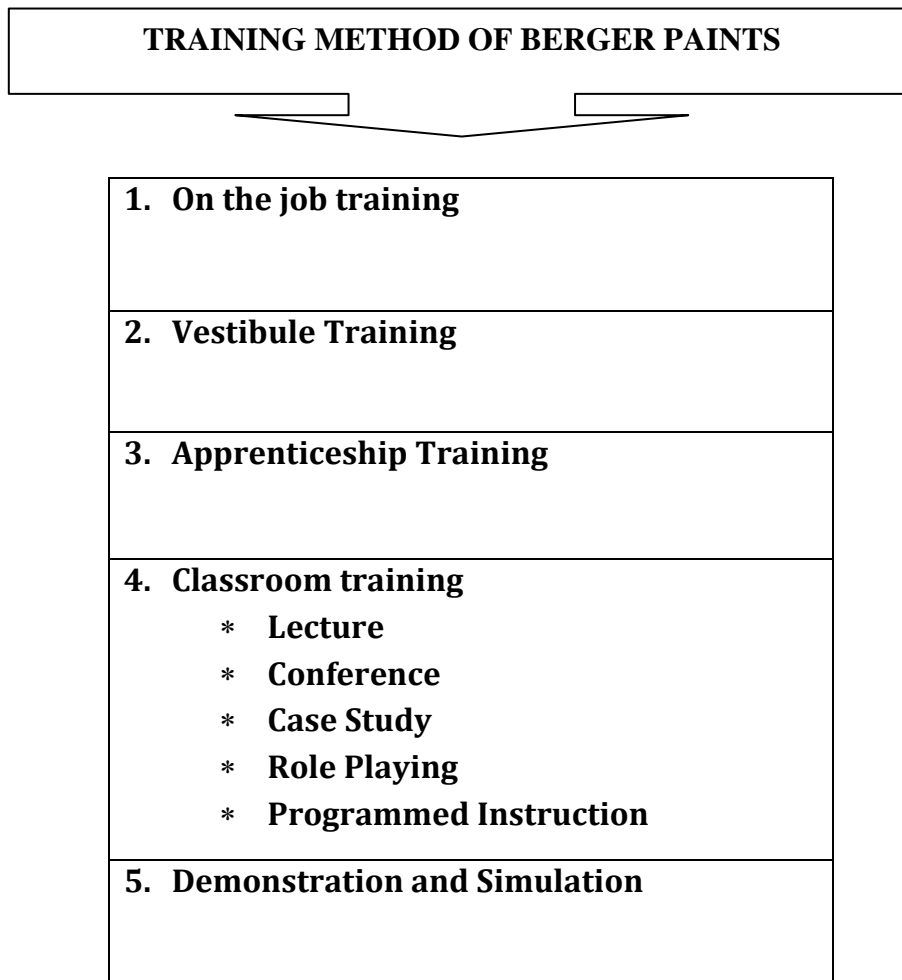 TRAINING METHOD OF BERGER PAINTS
1. On the job training
2. Vestibule Training
3. Apprenticeship Training
4. Classroom training
* Lecture
* Conference
* Case Study
* Role Playing
* Programmed Instruction
5. Demonstration and Simulation